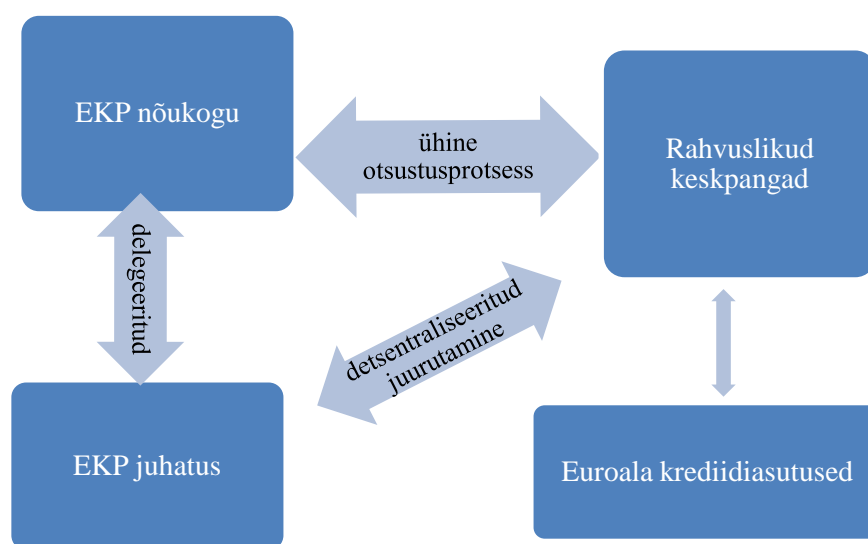 EKP nõukogu
ühine
otsustusprotsess
Rahvuslikud
keskpangad
delegeeritud
detsentraliseeritud
juurutamine
EKP juhatus
Euroala krediidiasutused